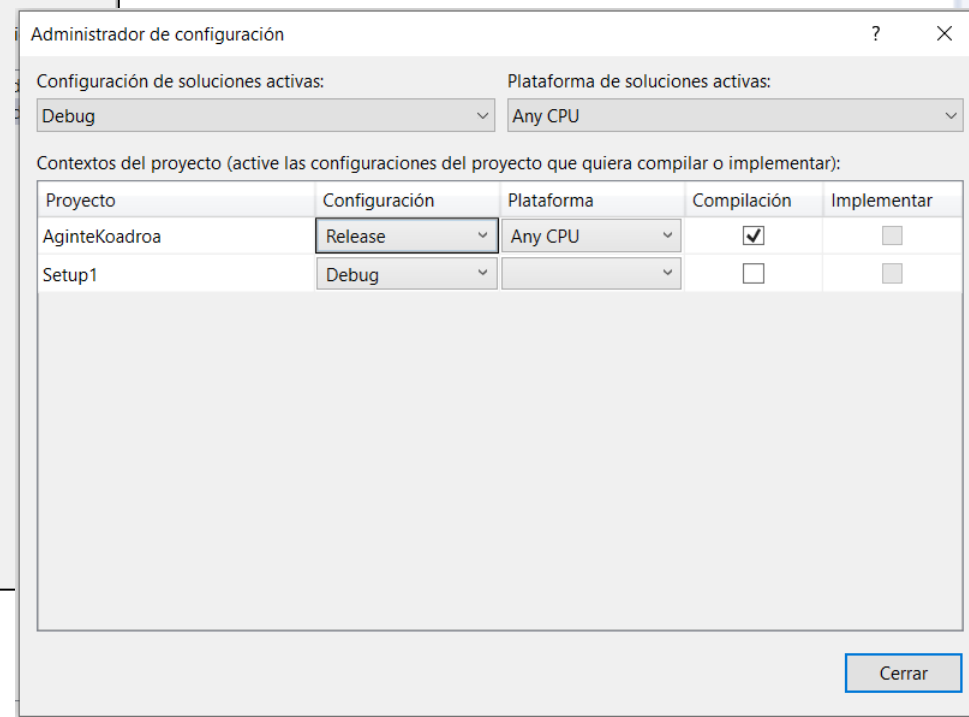 Administrador de configuración ?
Configuración de soluciones activas: Plataforma de soluciones activas:
Debug Any CPU
Contextos del proyecto (active las configuraciones del proyecto que quiera compilar o implementar):
Proyecto Configuración Plataforma Compilación Implementar
AginteKoadroa Release Any CPU
Setup1 Debug
Cerrar